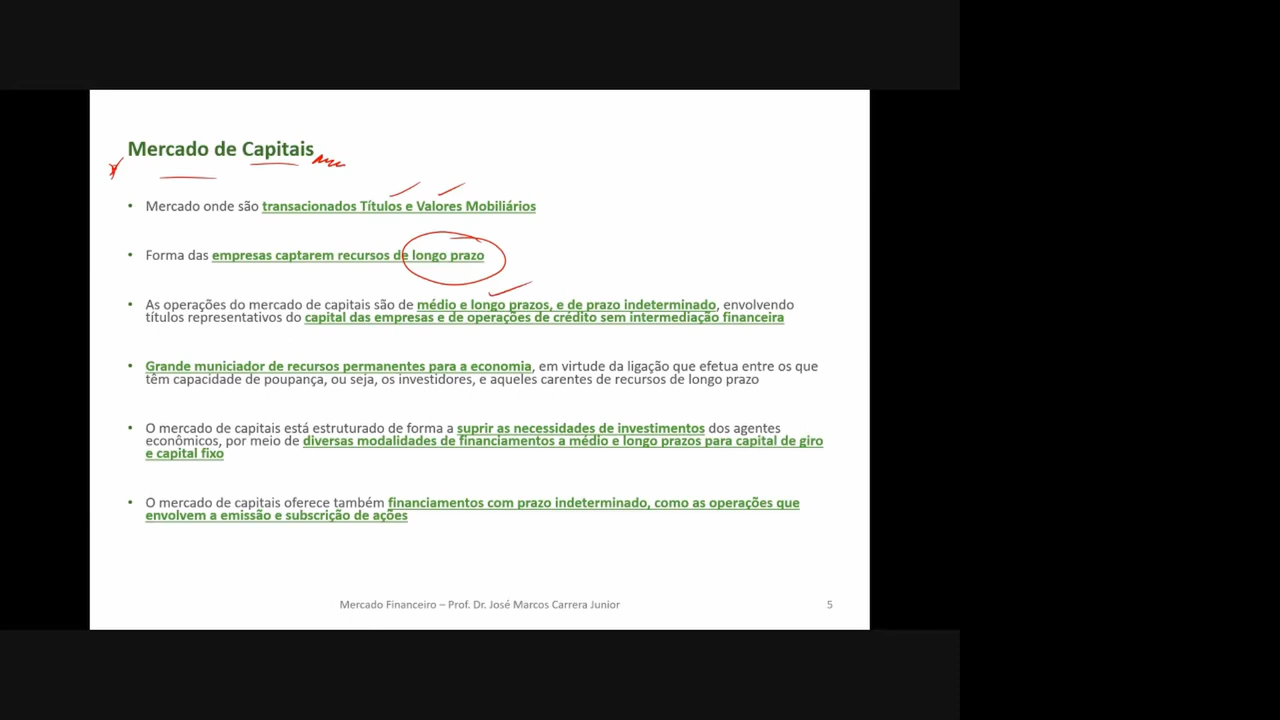 Mercado de Capitais
• Mercado onde são transacionados Títulos e Valores Mobiliários
• Forma das empresas captarem recursos de longo prazo
• As operações do mercado de capitais são de médio e longo prazos, e de prazo indeterminado, envolvendo
títulos representativos do capital das empresas e de operações de crédito sem intermediação financeira
• Grande municiador de recursos permanentes para a economia, em virtude da ligação que efetua entre os que
têm capacidade de poupança, ou seja, os investidores, e aqueles carentes de recursos de longo prazo
• O mercado de capitais está estruturado de forma a suprir as necessidades de investimentos dos agentes
econômicos, por meio de diversas modalidades de financiamentos a médio e longo prazos para capital de giro
e capital fixo
• O mercado de capitais oferece também financiamentos com prazo indeterminado, como as operações que
envolvem a emissão e subscrição de ações
Mercado Financeiro – Prof. Dr. José Marcos Carrera Junior
5